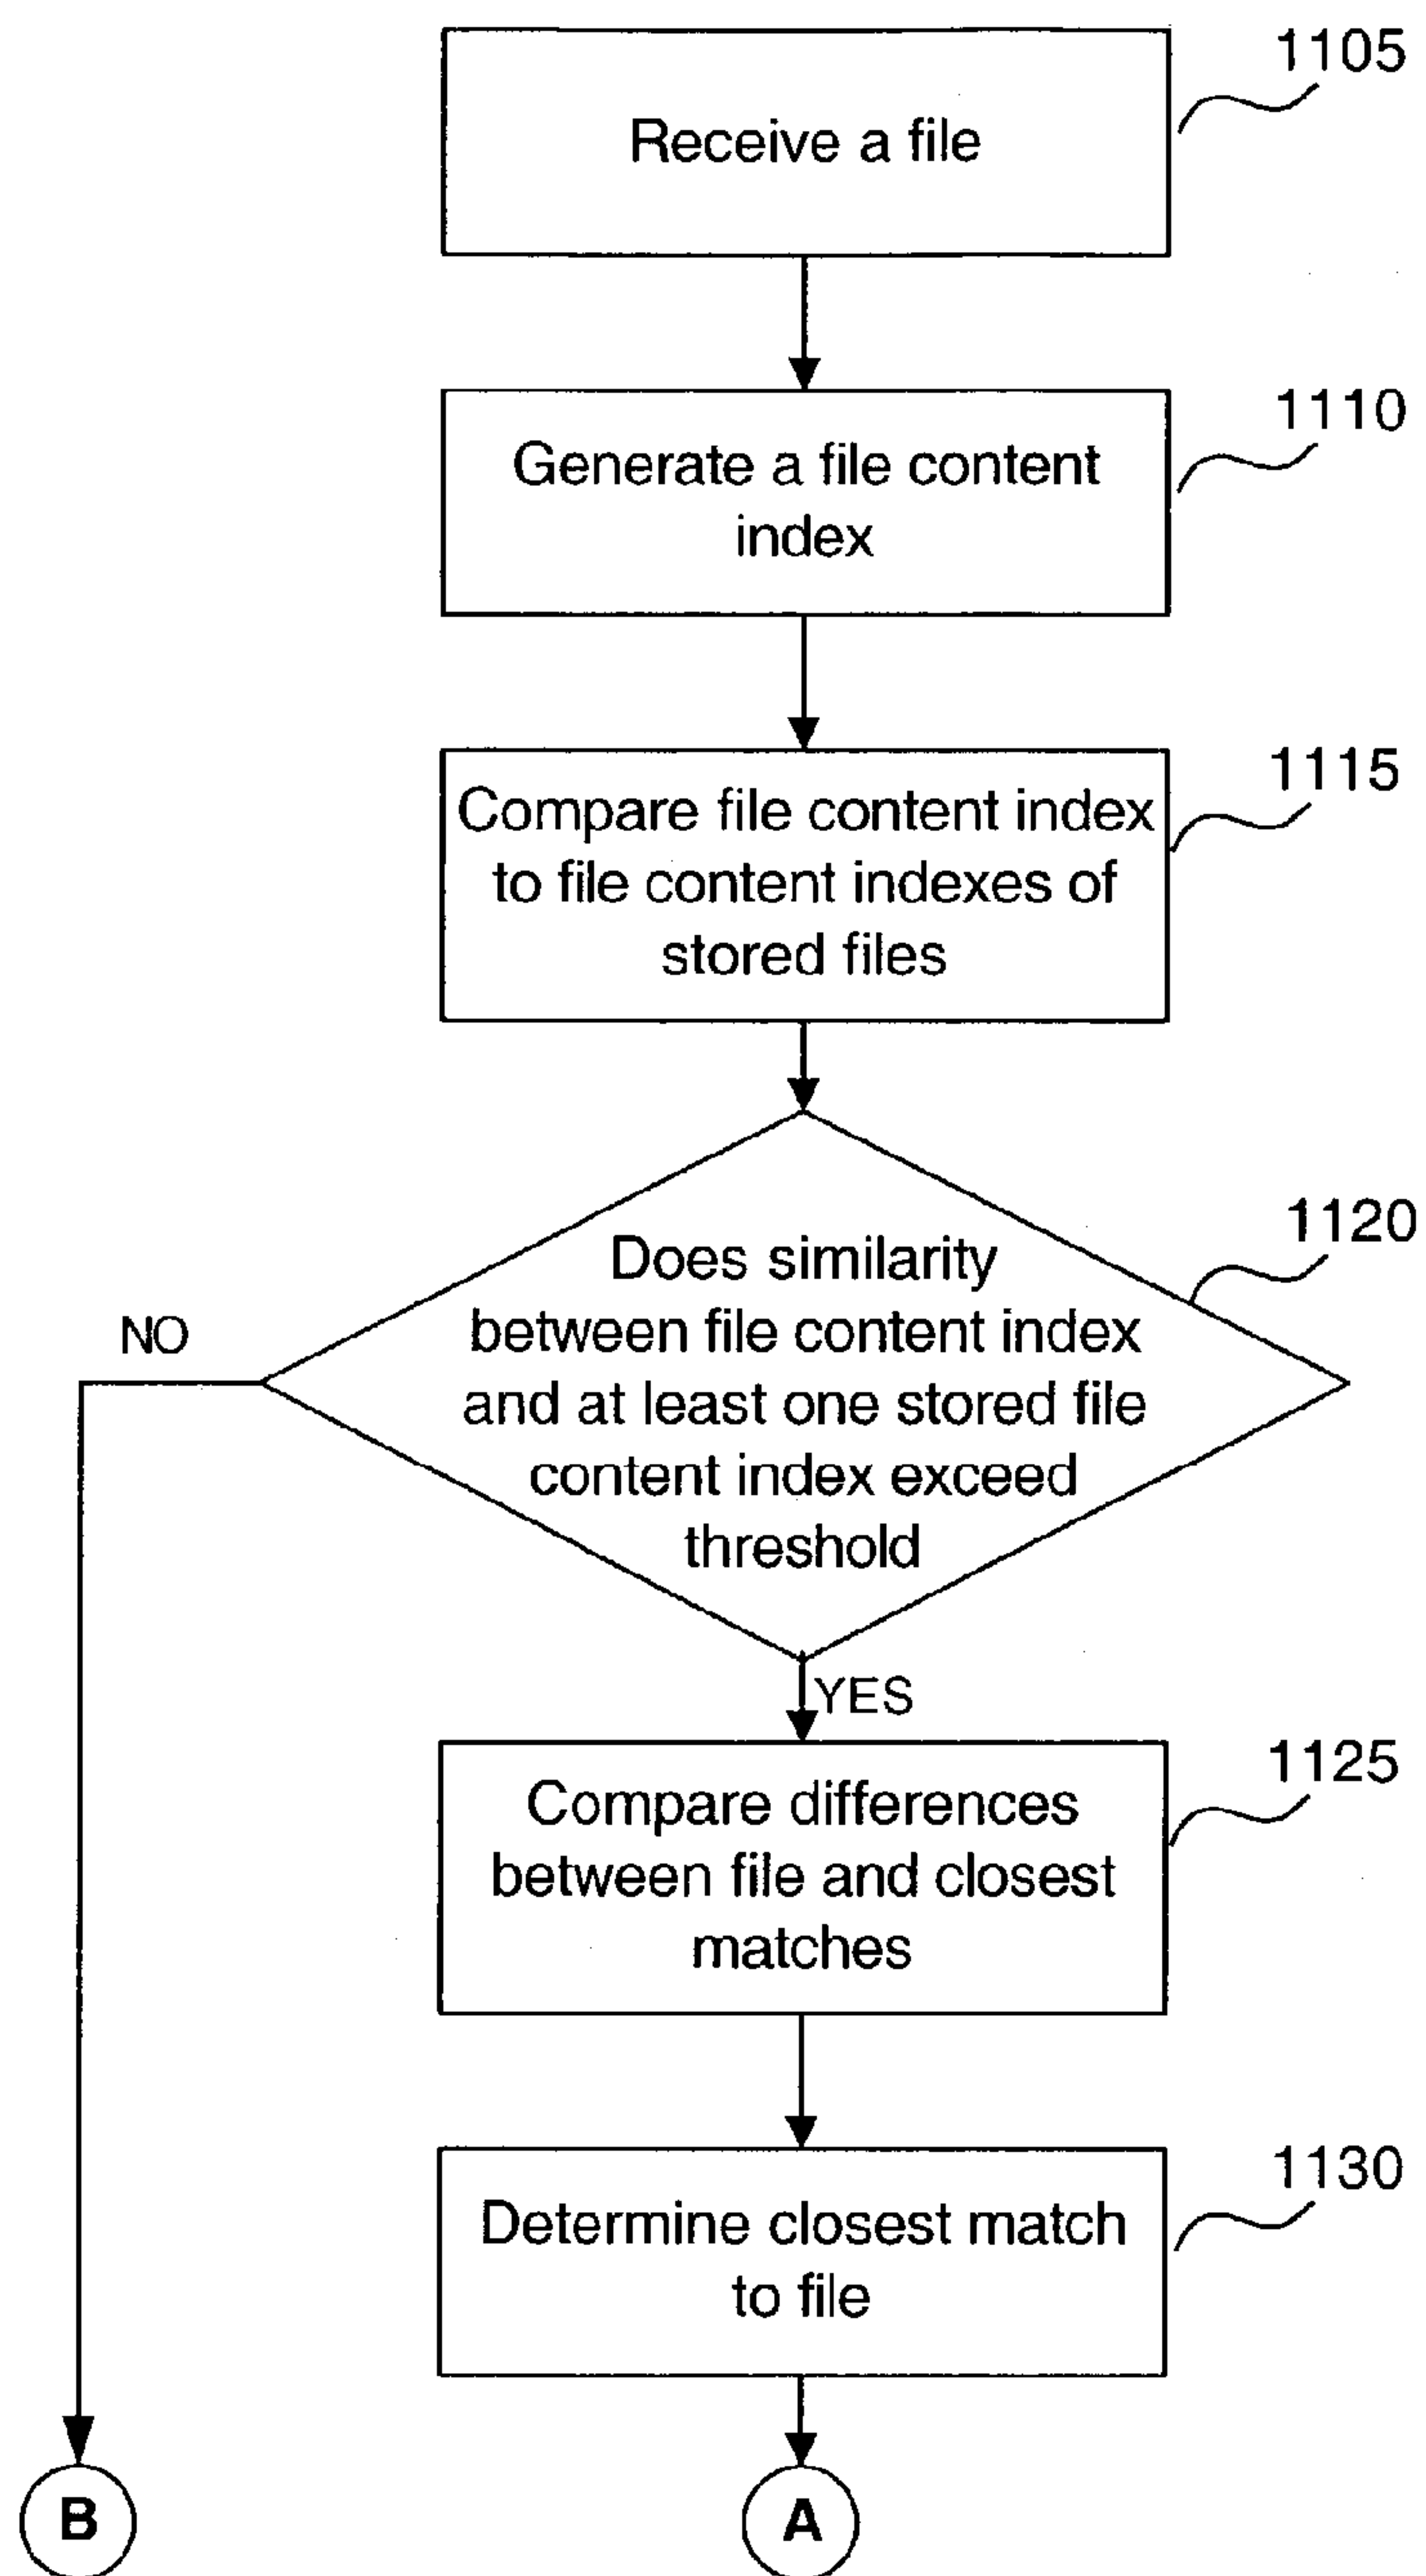 1105
Receive a file
1110
Generate a file content
index
1115
Compare file content index
to file content indexes of
stored files
1120
Does similarity
between file content index
and at least one stored file
content index exceed
threshold
NO
YES
1125
Compare differences
between file and closest
matches
1130
Determine closest match
to file
B
A